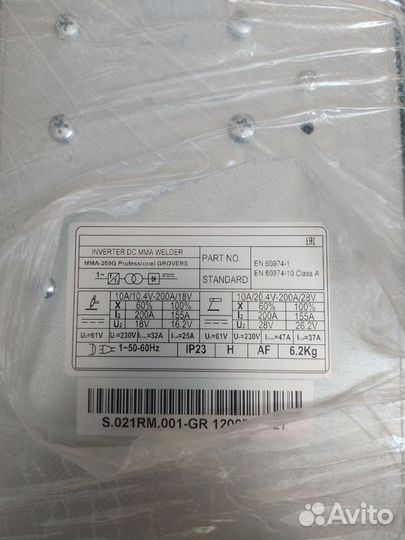 EAC
INVERTER DC MMA WELDER
MMA-200G Professional GROVERS
PART NO.
STANDARD
EN 60974-1
EN 60974-10 Class A
1~
10A/10.4V-200A/18V
X 60% 100%
I₂ 200A 155A
U₂ 18V 16.2V
U₀=61V U₁=230V I₁ₘₐₓ=32A I₁eff=25A
10A/20.4V-200A/28V
X 60% 100%
I₂ 200A 155A
U₂ 28V 26.2V
U₀=61V U₁=230V I₁ₘₐₓ=47A I₁eff=37A
1~50-60Hz IP23 H AF 6.2Kg
S.021RM.001-GR
Avito